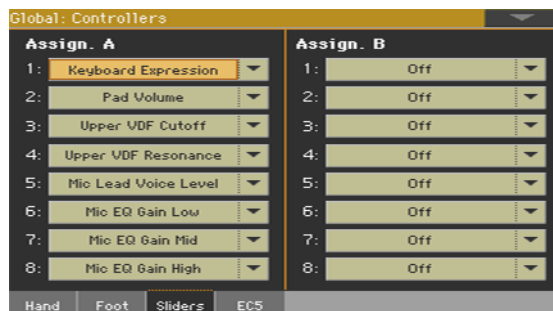 Global: Controllers
Assign. A
1: Keyboard Expression
2: Pad Volume
3: Upper VDF Cutoff
4: Upper VDF Resonance
5: Mic Lead Voice Level
6: Mic EQ Gain Low
7: Mic EQ Gain Mid
8: Mic EQ Gain High
Assign. B
1: Off
2: Off
3: Off
4: Off
5: Off
6: Off
7: Off
8: Off
Hand Foot Sliders EC5